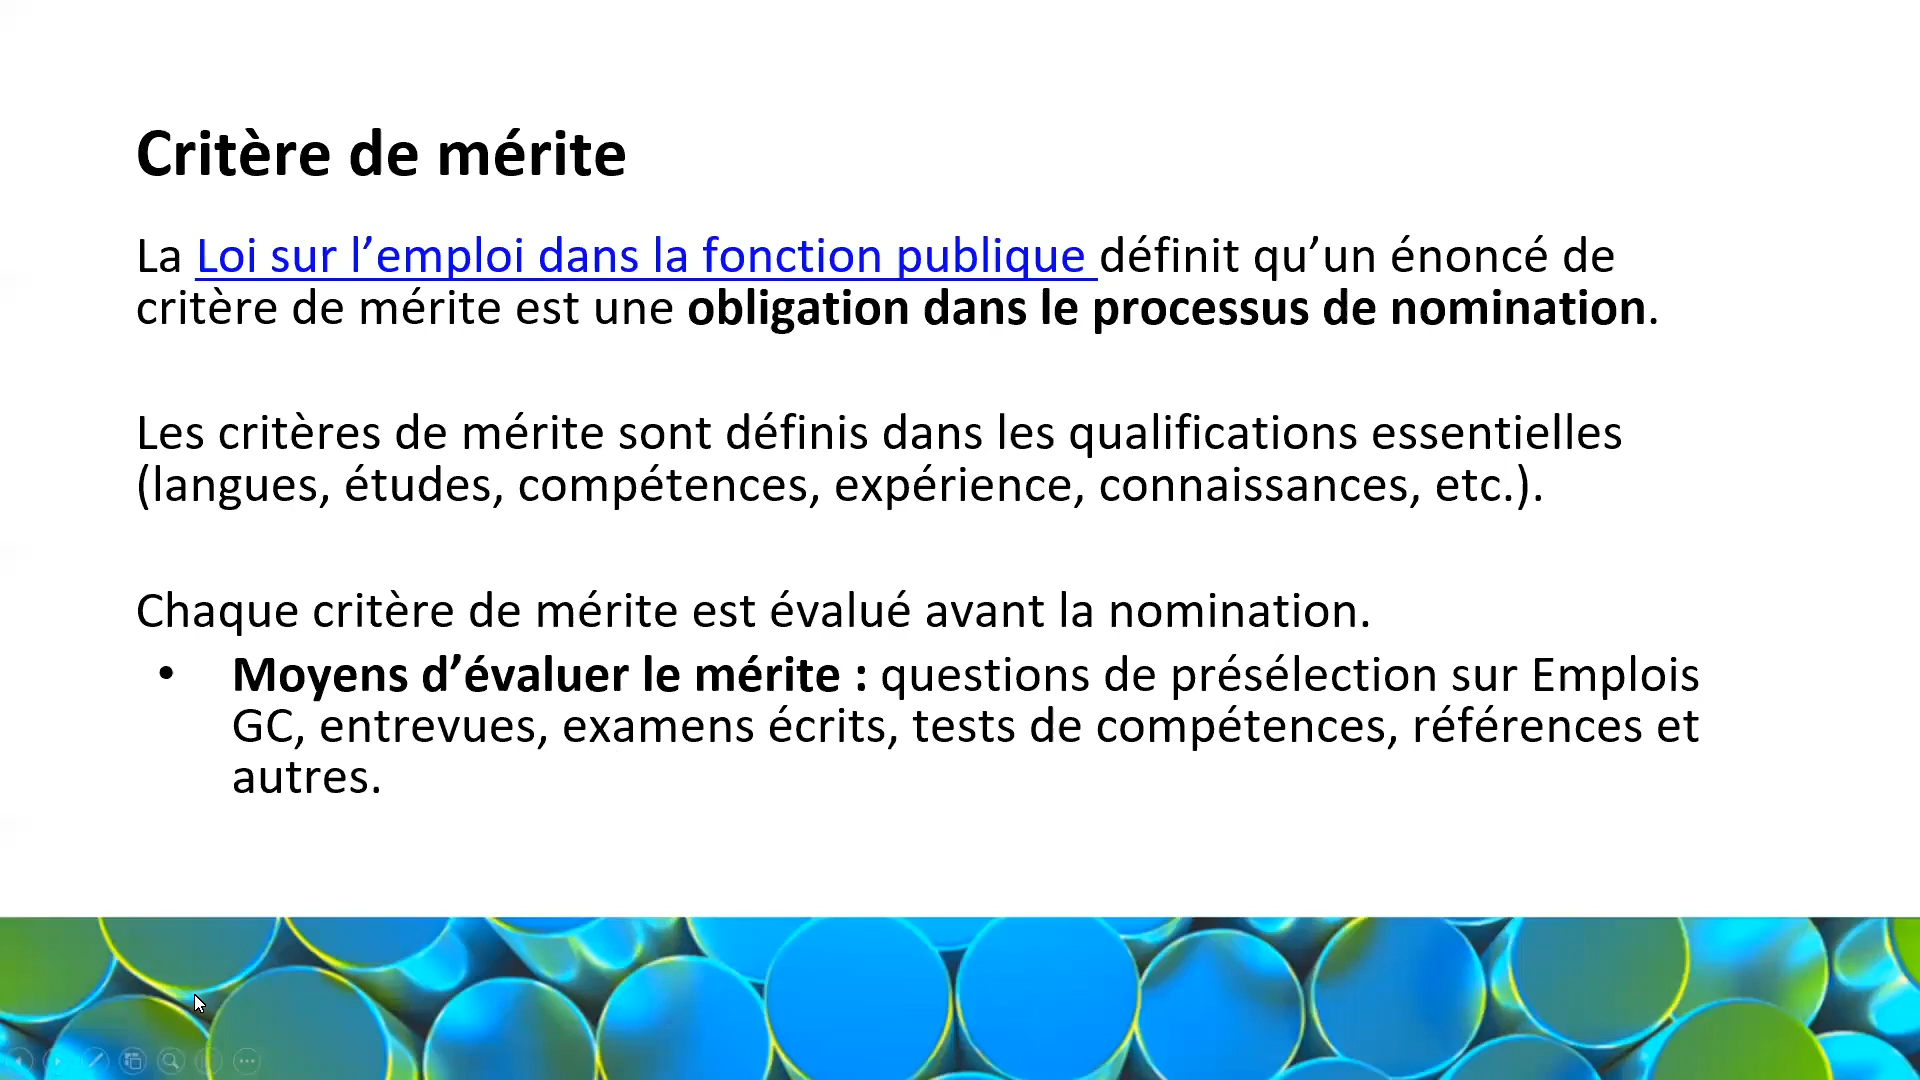 Critère de mérite
La Loi sur l’emploi dans la fonction publique définit qu’un énoncé de
critère de mérite est une obligation dans le processus de nomination.
Les critères de mérite sont définis dans les qualifications essentielles
(langues, études, compétences, expérience, connaissances, etc.).
Chaque critère de mérite est évalué avant la nomination.
• Moyens d’évaluer le mérite : questions de présélection sur Emplois
GC, entrevues, examens écrits, tests de compétences, références et
autres.